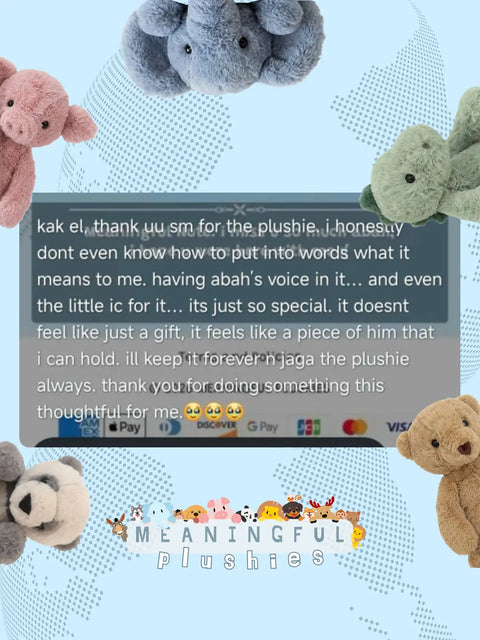 kak el, thank uu sm for the plushie. i honestly
dont even know how to put into words what it
means to me. having abah's voice in it... and even
the little ic for it... its just so special. it doesnt
feel like just a gift, it feels like a piece of him that
i can hold. ill keep it forever n jaga the plushie
always. thank you for doing something this
thoughtful for me.🥹🥹🥹
AM
EX
Pay
DISCOVER
G Pay
JCB
VISA
MEANINGFUL
plushies